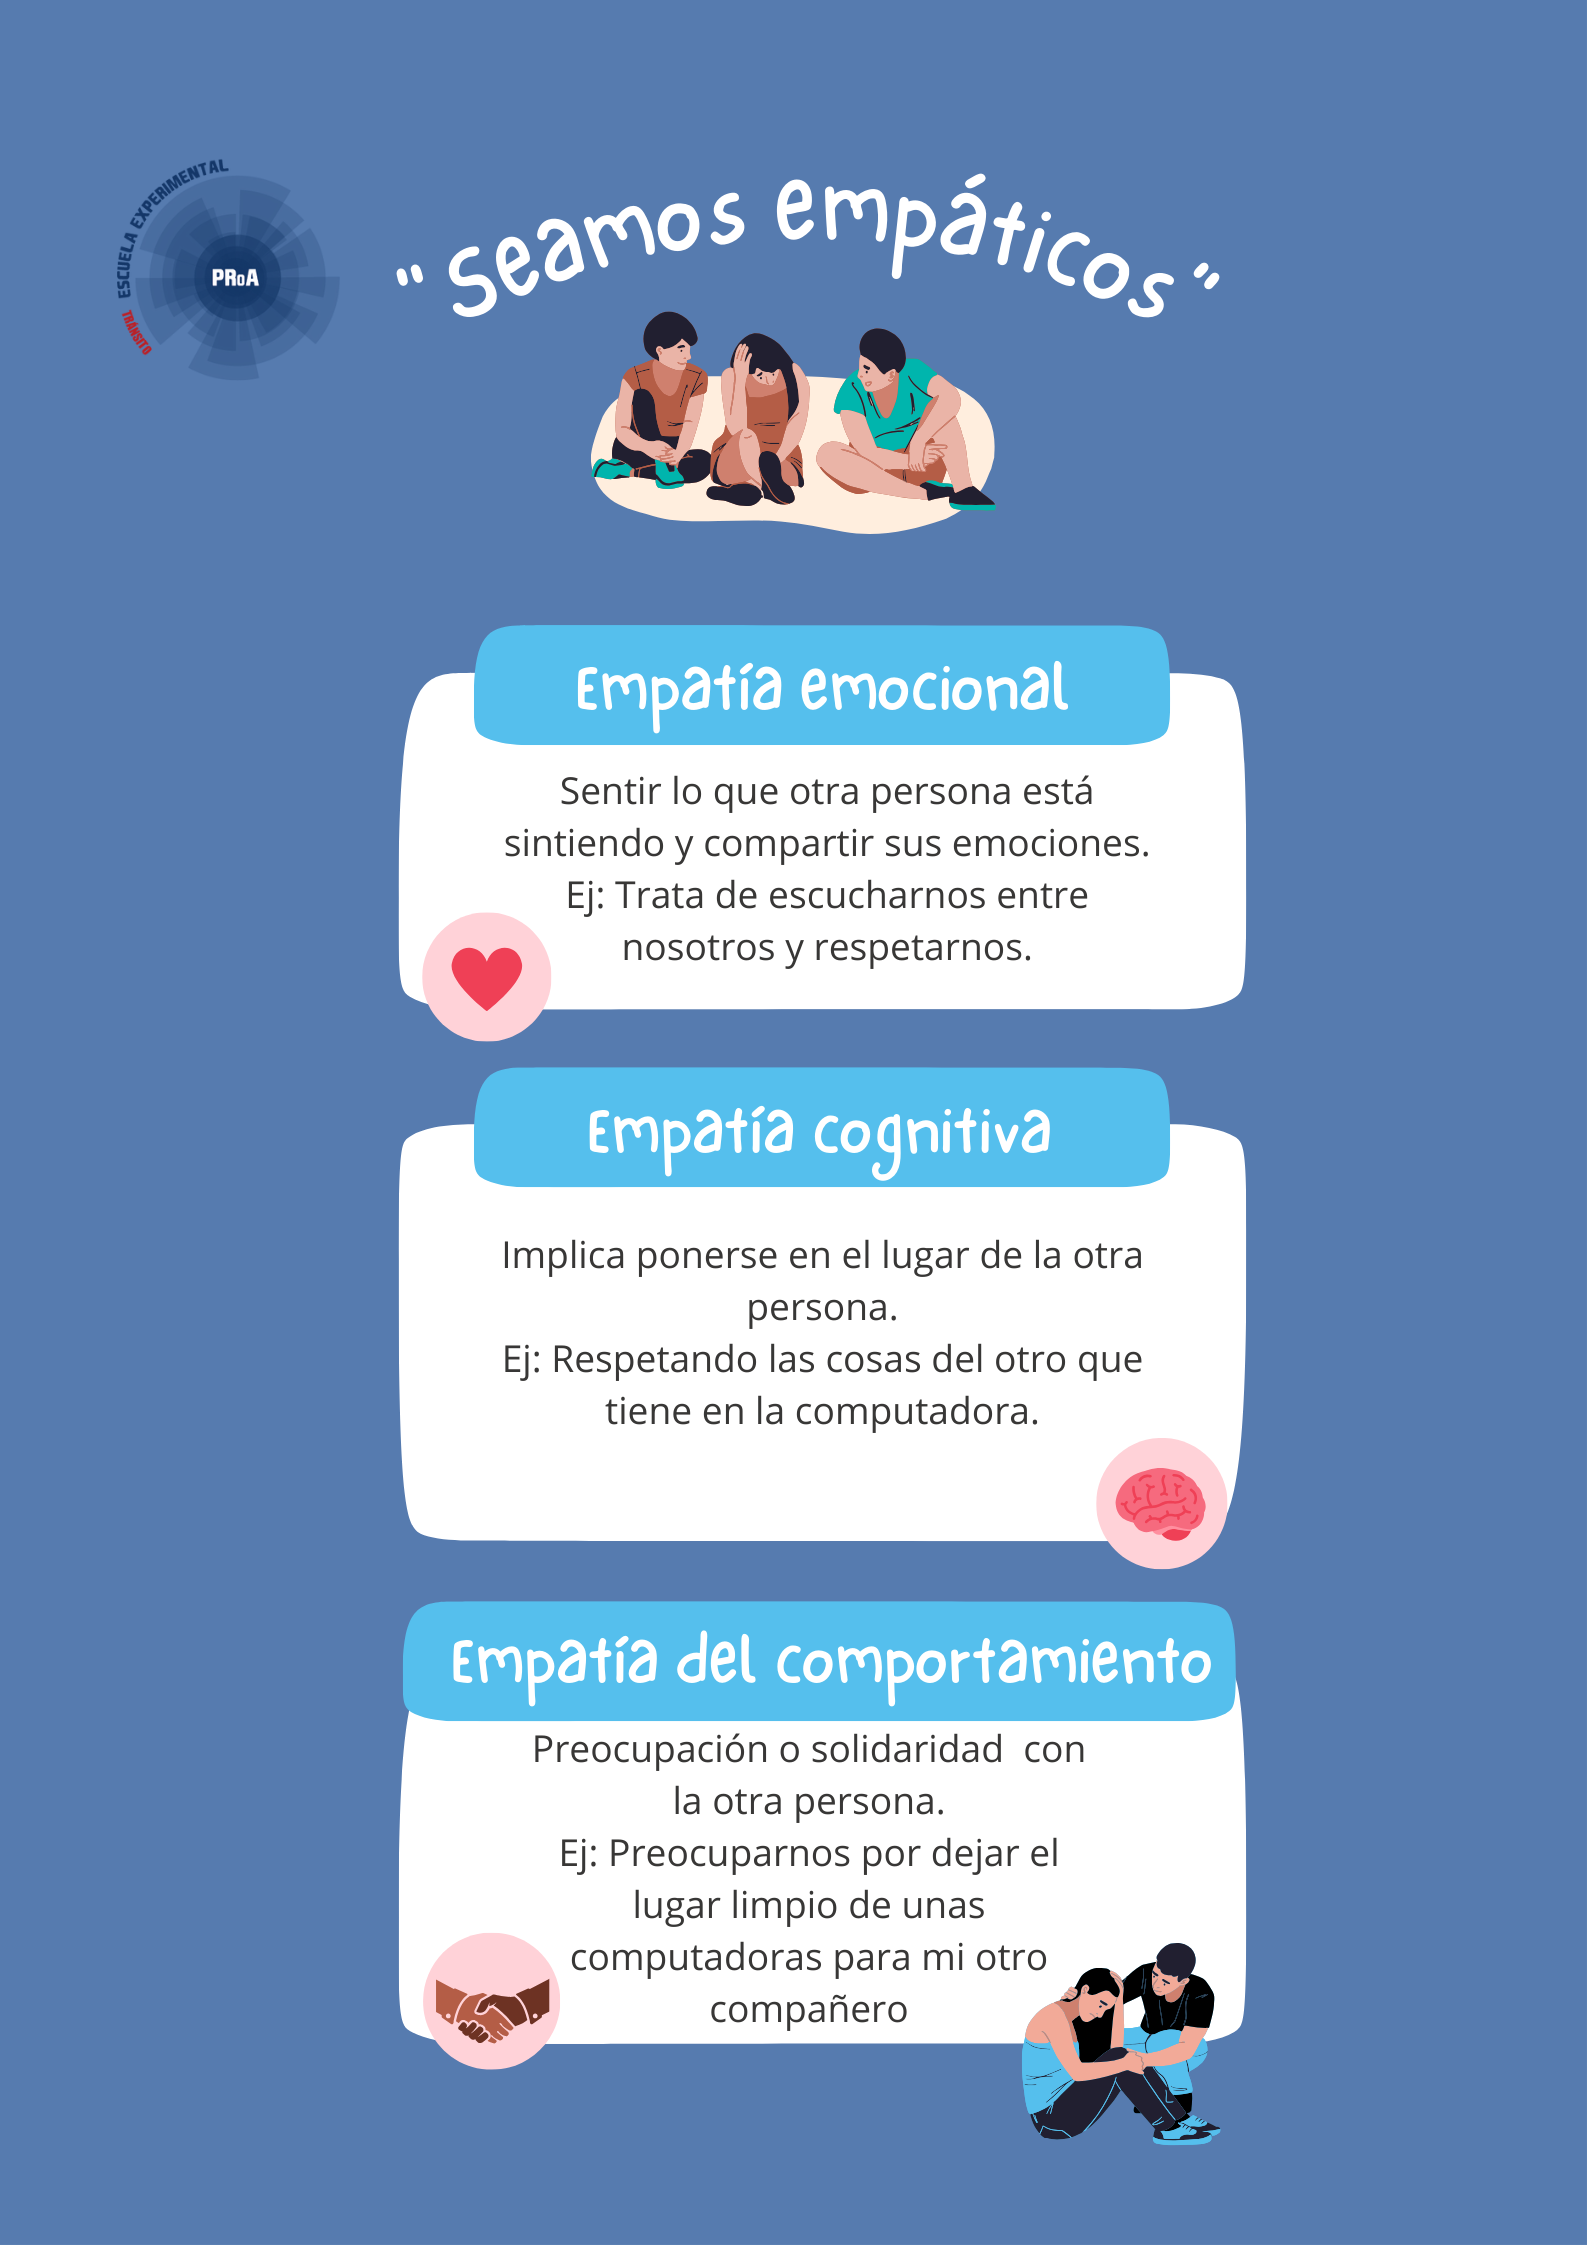 ESCUELA EXPERIMENTAL
PRoA
TRÁNSITO
" Seamos empáticos "
Empatía emocional
Sentir lo que otra persona está
sintiendo y compartir sus emociones.
Ej: Trata de escucharnos entre
nosotros y respetarnos.
Empatía cognitiva
Implica ponerse en el lugar de la otra
persona.
Ej: Respetando las cosas del otro que
tiene en la computadora.
Empatía del comportamiento
Preocupación o solidaridad  con
la otra persona.
Ej: Preocuparnos por dejar el
lugar limpio de unas
computadoras para mi otro
compañero